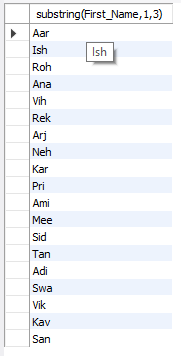 substring(First_Name,1,3)
Aar
Ish
Ish
Roh
Ana
Vih
Rek
Arj
Neh
Kar
Pri
Ami
Mee
Sid
Tan
Adi
Swa
Vik
Kav
San